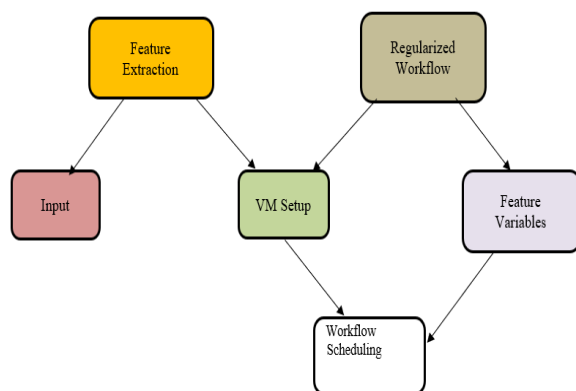 Feature
Extraction
Regularized
Workflow
Input
VM Setup
Feature
Variables
Workflow
Scheduling